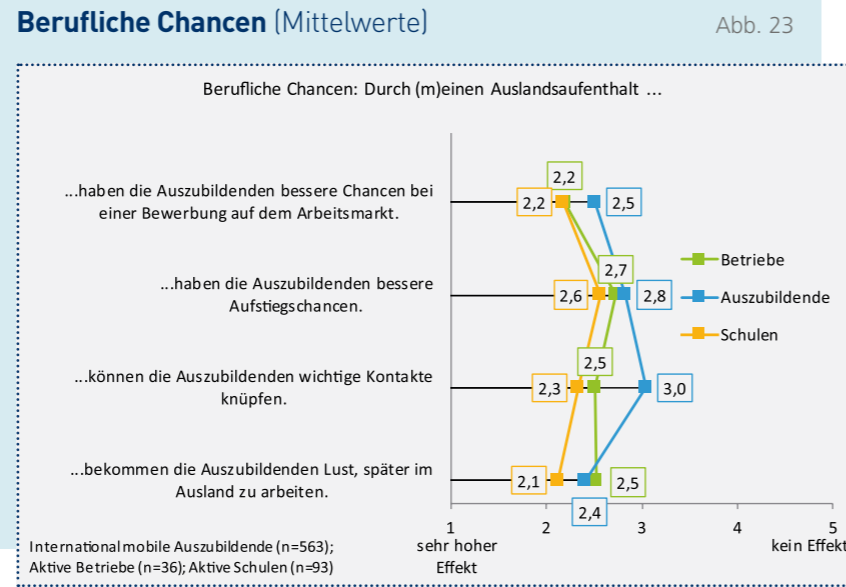 Berufliche Chancen (Mittelwerte)
Abb. 23
Berufliche Chancen: Durch (m)einen Auslandsaufenthalt ...
...haben die Auszubildenden bessere Chancen bei
einer Bewerbung auf dem Arbeitsmarkt.
2,2
2,2
2,5
...haben die Auszubildenden bessere
Aufstiegschancen.
2,6
2,7
2,8
...können die Auszubildenden wichtige Kontakte
knüpfen.
2,3
2,5
3,0
...bekommen die Auszubildenden Lust, später im
Ausland zu arbeiten.
2,1
2,4
2,5
Betriebe
Auszubildende
Schulen
1 2 3 4 5
sehr hoher
Effekt
kein Effekt
International mobile Auszubildende (n=563);
Aktive Betriebe (n=36); Aktive Schulen (n=93)